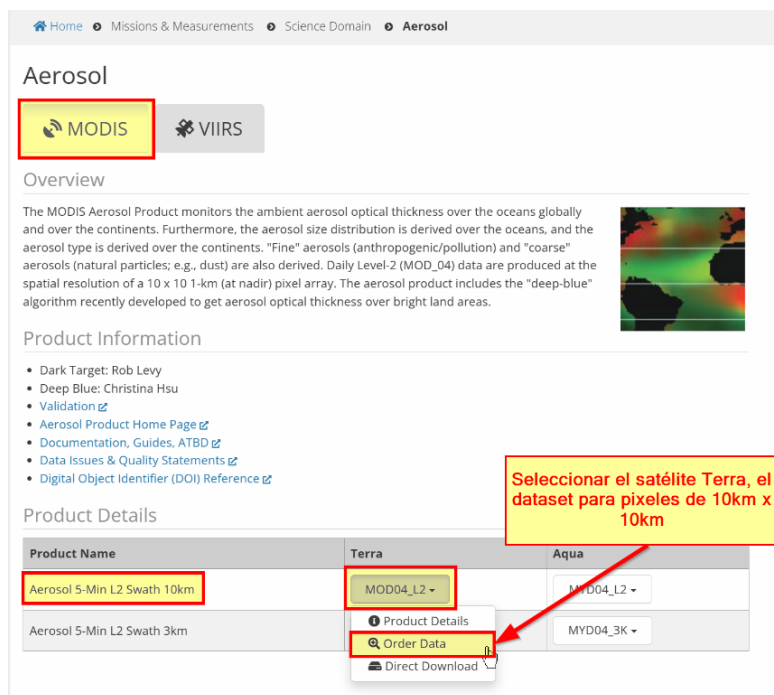 Home Missions & Measurements Science Domain Aerosol
Aerosol
MODIS VIIRS
Overview
The MODIS Aerosol Product monitors the ambient aerosol optical thickness over the oceans globally
and over the continents. Furthermore, the aerosol size distribution is derived over the oceans, and the
aerosol type is derived over the continents. "Fine" aerosols (anthropogenic/pollution) and "coarse"
aerosols (natural particles; e.g., dust) are also derived. Daily Level-2 (MOD_04) data are produced at the
spatial resolution of a 10 x 10 1-km (at nadir) pixel array. The aerosol product includes the "deep-blue"
algorithm recently developed to get aerosol optical thickness over bright land areas.
Product Information
• Dark Target: Rob Levy
• Deep Blue: Christina Hsu
• Validation
• Aerosol Product Home Page
• Documentation, Guides, ATBD
• Data Issues & Quality Statements
• Digital Object Identifier (DOI) Reference
Seleccionar el satélite Terra, el
dataset para pixeles de 10km x
10km
Product Details
Product Name Terra Aqua
Aerosol 5-Min L2 Swath 10km MOD04_L2 MYD04_L2
Product Details
Aerosol 5-Min L2 Swath 3km MYD04_3K
Order Data
Direct Download